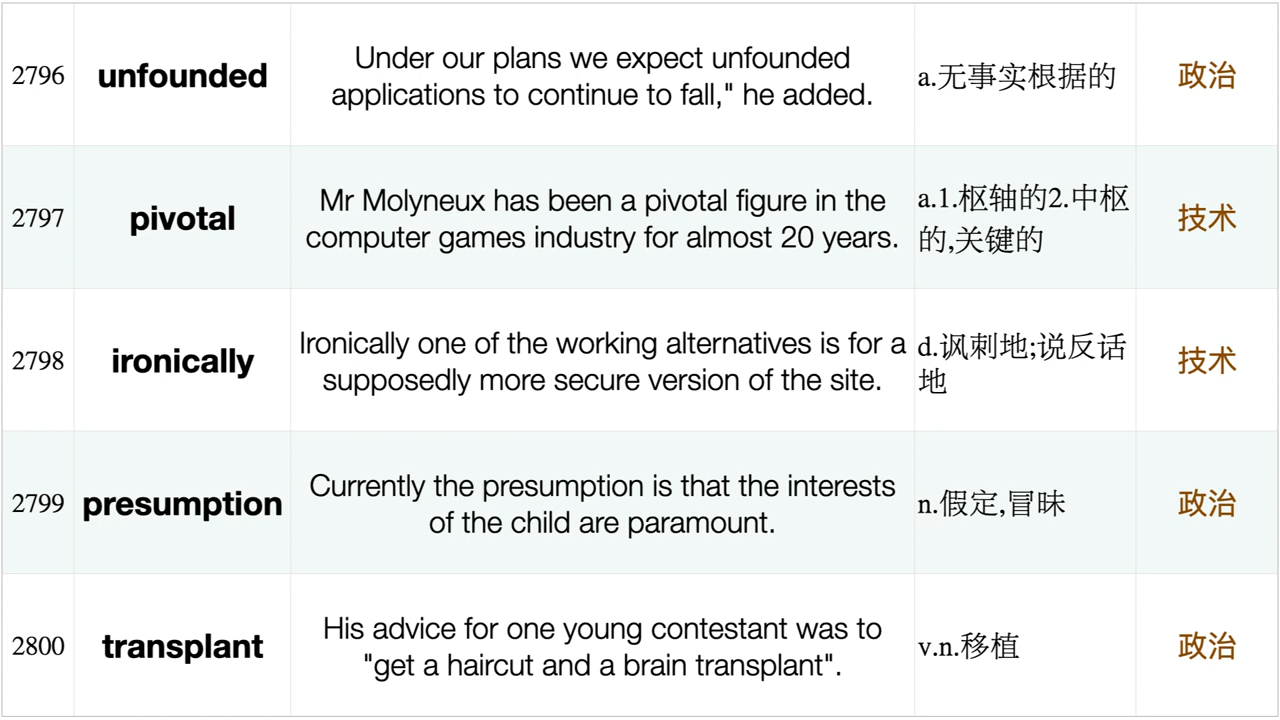 2796
unfounded
Under our plans we expect unfounded
applications to continue to fall," he added.
a.无事实根据的
政治
2797
pivotal
Mr Molyneux has been a pivotal figure in the
computer games industry for almost 20 years.
a.1.枢轴的2.中枢
的,关键的
技术
2798
ironically
Ironically one of the working alternatives is for a
supposedly more secure version of the site.
d.讽刺地;说反话
地
技术
2799
presumption
Currently the presumption is that the interests
of the child are paramount.
n.假定,冒昧
政治
2800
transplant
His advice for one young contestant was to
"get a haircut and a brain transplant".
v.n.移植
政治